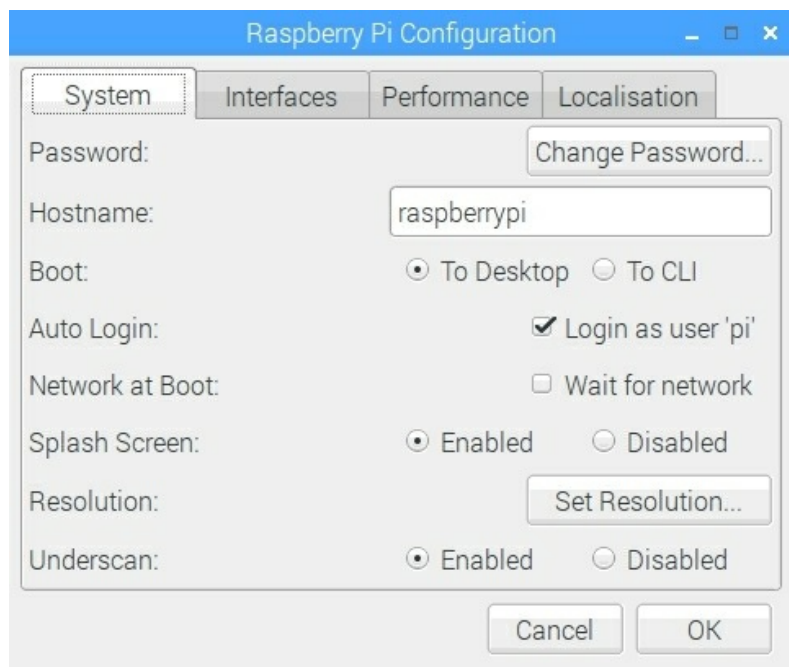 Raspberry Pi Configuration
System Interfaces Performance Localisation
Password: Change Password...
Hostname: raspberrypi
Boot: To Desktop To CLI
Auto Login: Login as user 'pi'
Network at Boot: Wait for network
Splash Screen: Enabled Disabled
Resolution: Set Resolution...
Underscan: Enabled Disabled
Cancel OK